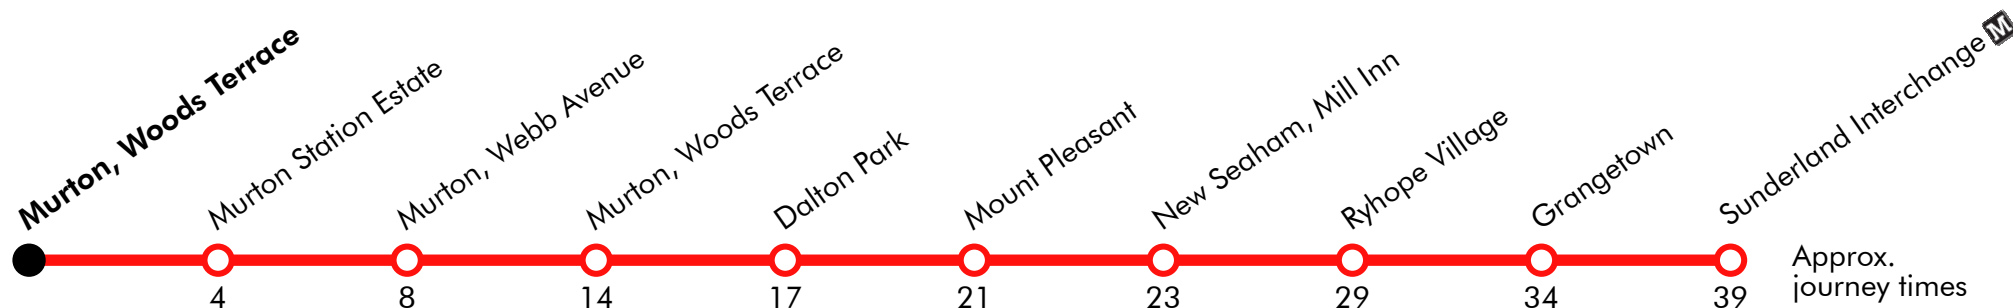 Murton, Woods Terrace
Murton Station Estate
Murton, Webb Avenue
Murton, Woods Terrace
Dalton Park
Mount Pleasant
New Seaham, Mill Inn
Ryhope Village
Grangetown
Sunderland Interchange M
4
8
14
17
21
23
29
34
39
Approx.
journey times